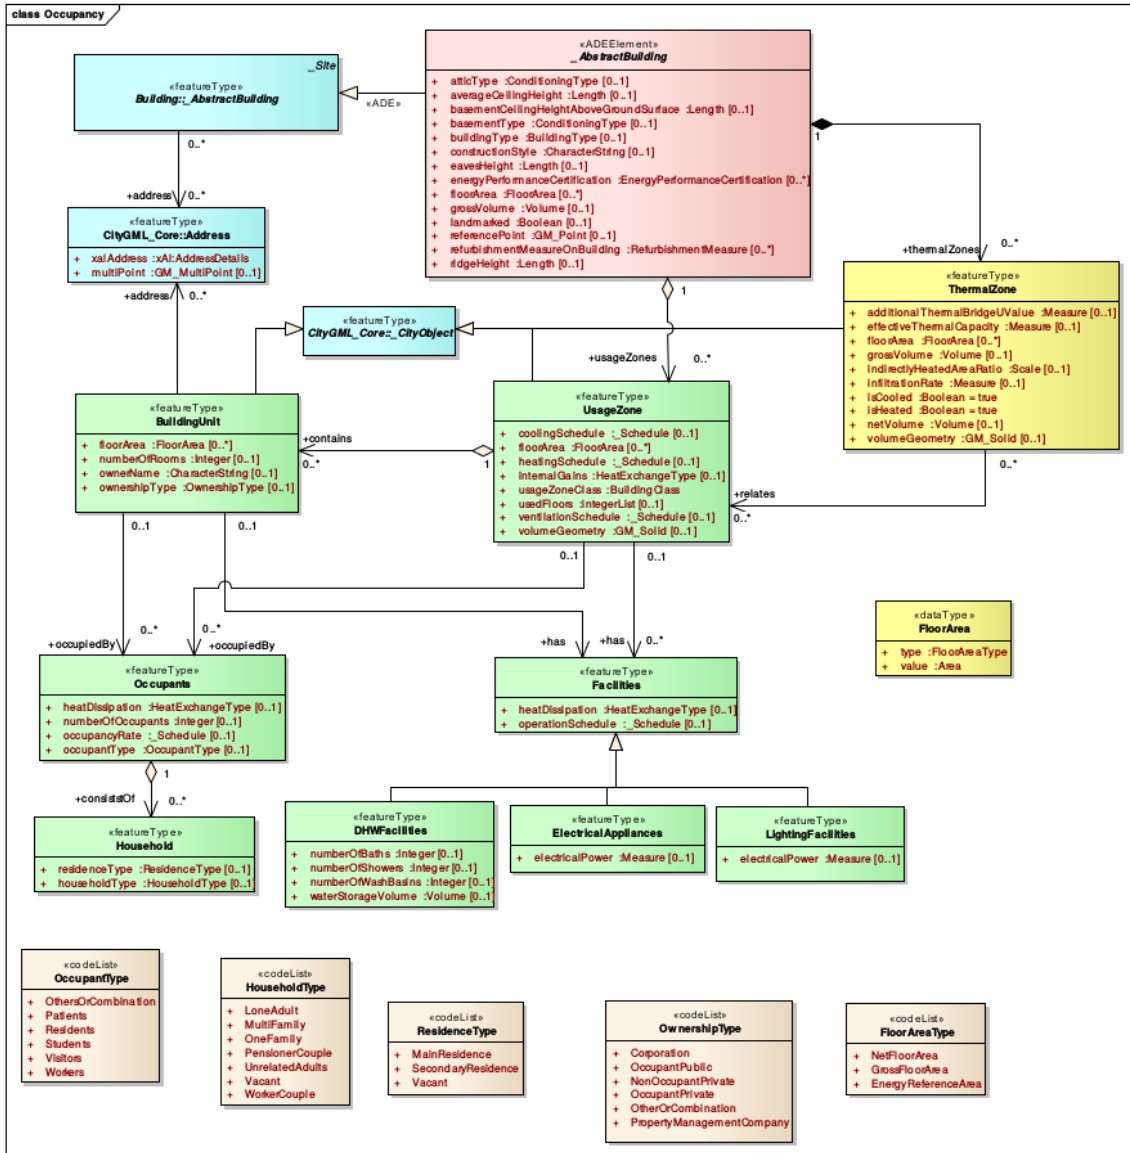 class Occupancy
_Site
«featureType»
Building::_AbstractBuilding
«ADE»
«ADEElement»
_AbstractBuilding
+ atticType :ConditioningType [0..1]
+ averageCeilingHeight :Length [0..1]
+ basementCeilingHeightAboveGroundSurface :Length [0..1]
+ basementType :ConditioningType [0..1]
+ buildingType :BuildingType [0..1]
+ constructionStyle :CharacterString [0..1]
+ eavesHeight :Length [0..1]
+ energyPerformanceCertification :EnergyPerformanceCertification [0..*]
+ floorArea :FloorArea [0..*]
+ grossVolume :Volume [0..1]
+ landmarked :Boolean [0..1]
+ referencePoint :GM_Point [0..1]
+ refurbishmentMeasureOnBuilding :RefurbishmentMeasure [0..*]
+ ridgeHeight :Length [0..1]
1
0..*
+address
0..*
«featureType»
CityGML_Core::Address
+ xalAddress :xAl:AddressDetails
+ multiPoint :GM_MultiPoint [0..1]
+address
0..*
+thermalZones
0..*
1
«featureType»
CityGML_Core::_CityObject
+usageZones
0..*
«featureType»
ThermalZone
+ additionalThermalBridgeUValue :Measure [0..1]
+ effectiveThermalCapacity :Measure [0..1]
+ floorArea :FloorArea [0..*]
+ grossVolume :Volume [0..1]
+ indirectlyHeatedAreaRatio :Scale [0..1]
+ infiltrationRate :Measure [0..1]
+ isCooled :Boolean = true
+ isHeated :Boolean = true
+ netVolume :Volume [0..1]
+ volumeGeometry :GM_Solid [0..1]
«featureType»
BuildingUnit
+ floorArea :FloorArea [0..*]
+ numberOfRooms :Integer [0..1]
+ ownerName :CharacterString [0..1]
+ ownershipType :OwnershipType [0..1]
+contains
0..*
1
«featureType»
UsageZone
+ coolingSchedule :_Schedule [0..1]
+ floorArea :FloorArea [0..*]
+ heatingSchedule :_Schedule [0..1]
+ internalGains :HeatExchangeType [0..1]
+ usageZoneClass :BuildingClass
+ usedFloors :integerList [0..1]
+ ventilationSchedule :_Schedule [0..1]
+ volumeGeometry :GM_Solid [0..1]
0..*
+relates
0..*
0..1
0..1
0..1
0..1
0..*
+occupiedBy
0..*
+occupiedBy
+has
+has
0..*
«dataType»
FloorArea
+ type :FloorAreaType
+ value :Area
«featureType»
Occupants
+ heatDissipation :HeatExchangeType [0..1]
+ numberOfOccupants :Integer [0..1]
+ occupancyRate :_Schedule [0..1]
+ occupantType :OccupantType [0..1]
«featureType»
Facilities
+ heatDissipation :HeatExchangeType [0..1]
+ operationSchedule :_Schedule [0..1]
1
+consistsOf
0..*
«featureType»
Household
+ residenceType :ResidenceType [0..1]
+ householdType :HouseholdType [0..1]
«featureType»
DHWFacilities
+ numberOfBaths :Integer [0..1]
+ numberOfShowers :Integer [0..1]
+ numberOfWashBasins :Integer [0..1]
+ waterStorageVolume :Volume [0..1]
«featureType»
ElectricalAppliances
+ electricalPower :Measure [0..1]
«featureType»
LightingFacilities
+ electricalPower :Measure [0..1]
«codeList»
OccupantType
+ OthersOrCombination
+ Patients
+ Residents
+ Students
+ Visitors
+ Workers
«codeList»
HouseholdType
+ LoneAdult
+ MultiFamily
+ OneFamily
+ PensionerCouple
+ UnrelatedAdults
+ Vacant
+ WorkerCouple
«codeList»
ResidenceType
+ MainResidence
+ SecondaryResidence
+ Vacant
«codeList»
OwnershipType
+ Corporation
+ OccupantPublic
+ NonOccupantPrivate
+ OccupantPrivate
+ OtherOrCombination
+ PropertyManagementCompany
«codeList»
FloorAreaType
+ NetFloorArea
+ GrossFloorArea
+ EnergyReferenceArea